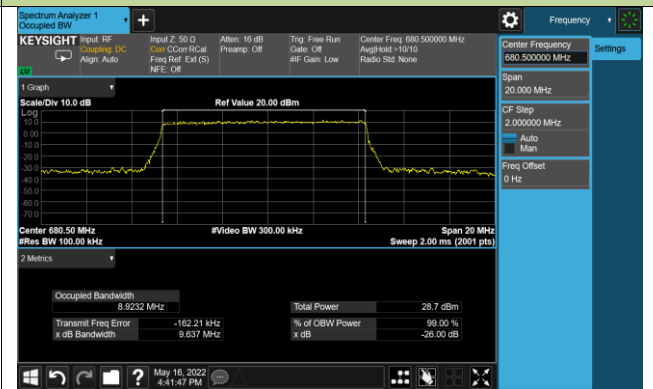 Spectrum Analyzer 1
Occupied BW
Frequency
KEYSIGHT
Input: RF
Coupling: DC
Align: Auto
Input Z: 50 Ω
Corr CCorr RCal
Freq Ref: Ext (S)
NFE: Off
Atten: 16 dB
Preamp: Off
Trig: Free Run
Gate: Off
#IF Gain: Low
Center Freq: 680.500000 MHz
Avg|Hold:>10/10
Radio Std: None
Center Frequency
680.500000 MHz
Settings
Span
20.000 MHz
CF Step
2.000000 MHz
Auto
Man
Freq Offset
0 Hz
1 Graph
Scale/Div 10.0 dB
Ref Value 20.00 dBm
Log
10.0
0.00
-10.0
-20.0
-30.0
-40.0
-50.0
-60.0
-70.0
Center 680.50 MHz
#Video BW 300.00 kHz
Span 20 MHz
#Res BW 100.00 kHz
Sweep 2.00 ms (2001 pts)
2 Metrics
Occupied Bandwidth
8.9232 MHz
Total Power 28.7 dBm
Transmit Freq Error -162.21 kHz
% of OBW Power 99.00 %
x dB Bandwidth 9.637 MHz
x dB -26.00 dB
May 16, 2022
4:41:47 PM